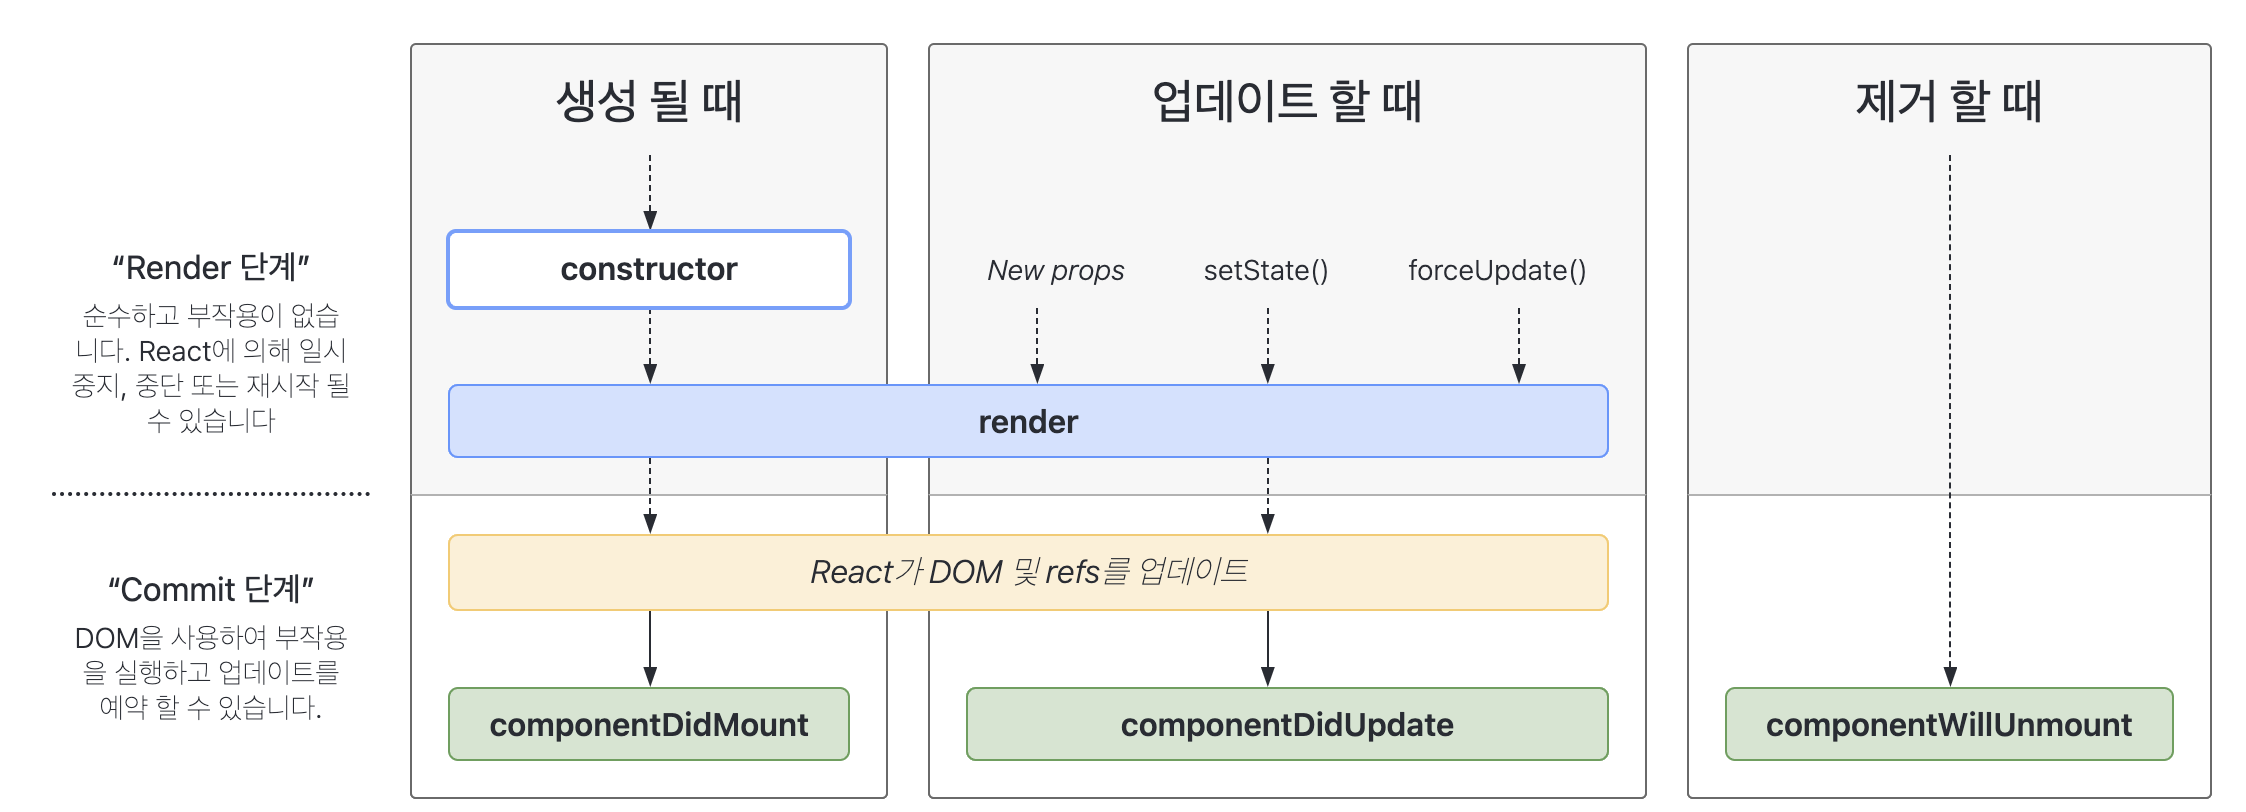 생성 될 때
업데이트 할 때
제거 할 때
“Render 단계”
순수하고 부작용이 없습
니다. React에 의해 일시
중지, 중단 또는 재시작 될
수 있습니다
constructor
New props
setState()
forceUpdate()
render
“Commit 단계”
DOM을 사용하여 부작용
을 실행하고 업데이트를
예약 할 수 있습니다.
React가 DOM 및 refs를 업데이트
componentDidMount
componentDidUpdate
componentWillUnmount